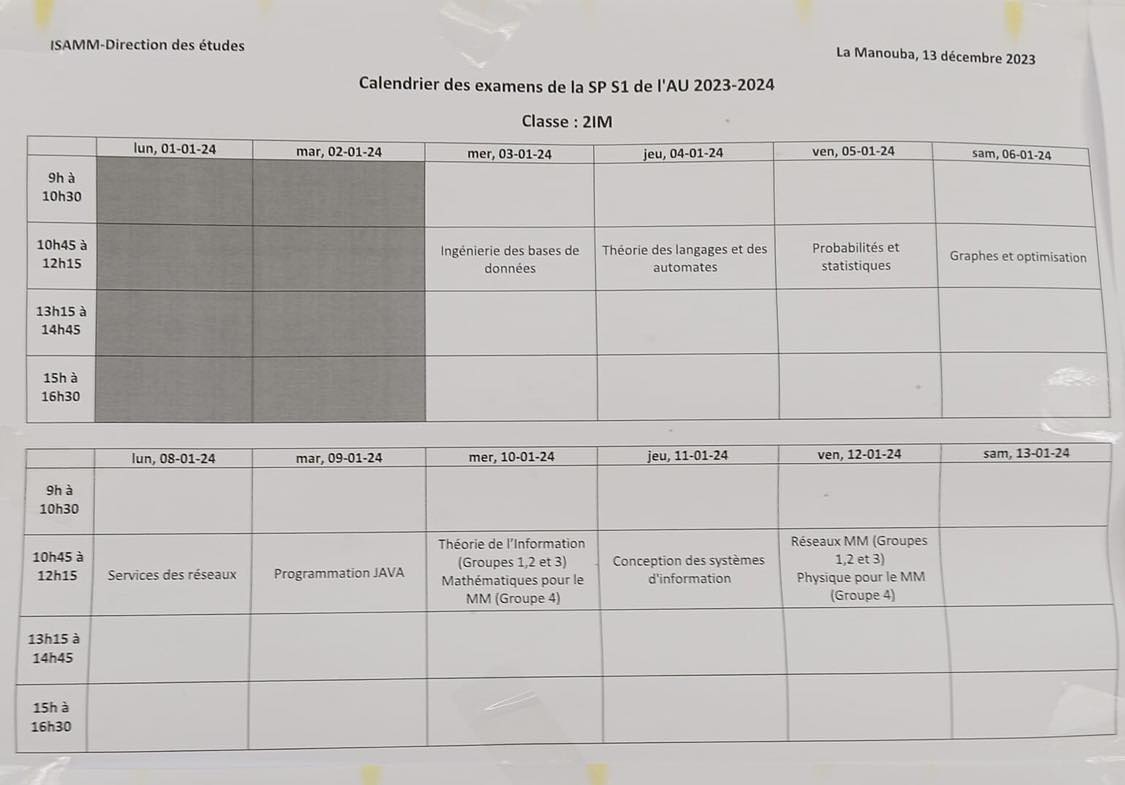 ISAMM-Direction des études
La Manouba, 13 décembre 2023
Calendrier des examens de la SP S1 de l'AU 2023-2024
Classe : 2IM
lun, 01-01-24 mar, 02-01-24 mer, 03-01-24 jeu, 04-01-24 ven, 05-01-24 sam, 06-01-24
9h à
10h30
10h45 à
12h15
Ingénierie des bases de
données
Théorie des langages et des
automates
Probabilités et
statistiques
Graphes et optimisation
13h15 à
14h45
15h à
16h30
lun, 08-01-24 mar, 09-01-24 mer, 10-01-24 jeu, 11-01-24 ven, 12-01-24 sam, 13-01-24
9h à
10h30
10h45 à
12h15
Services des réseaux
Programmation JAVA
Théorie de l'Information
(Groupes 1,2 et 3)
Mathématiques pour le
MM (Groupe 4)
Conception des systèmes
d'information
Réseaux MM (Groupes
1,2 et 3)
Physique pour le MM
(Groupe 4)
13h15 à
14h45
15h à
16h30